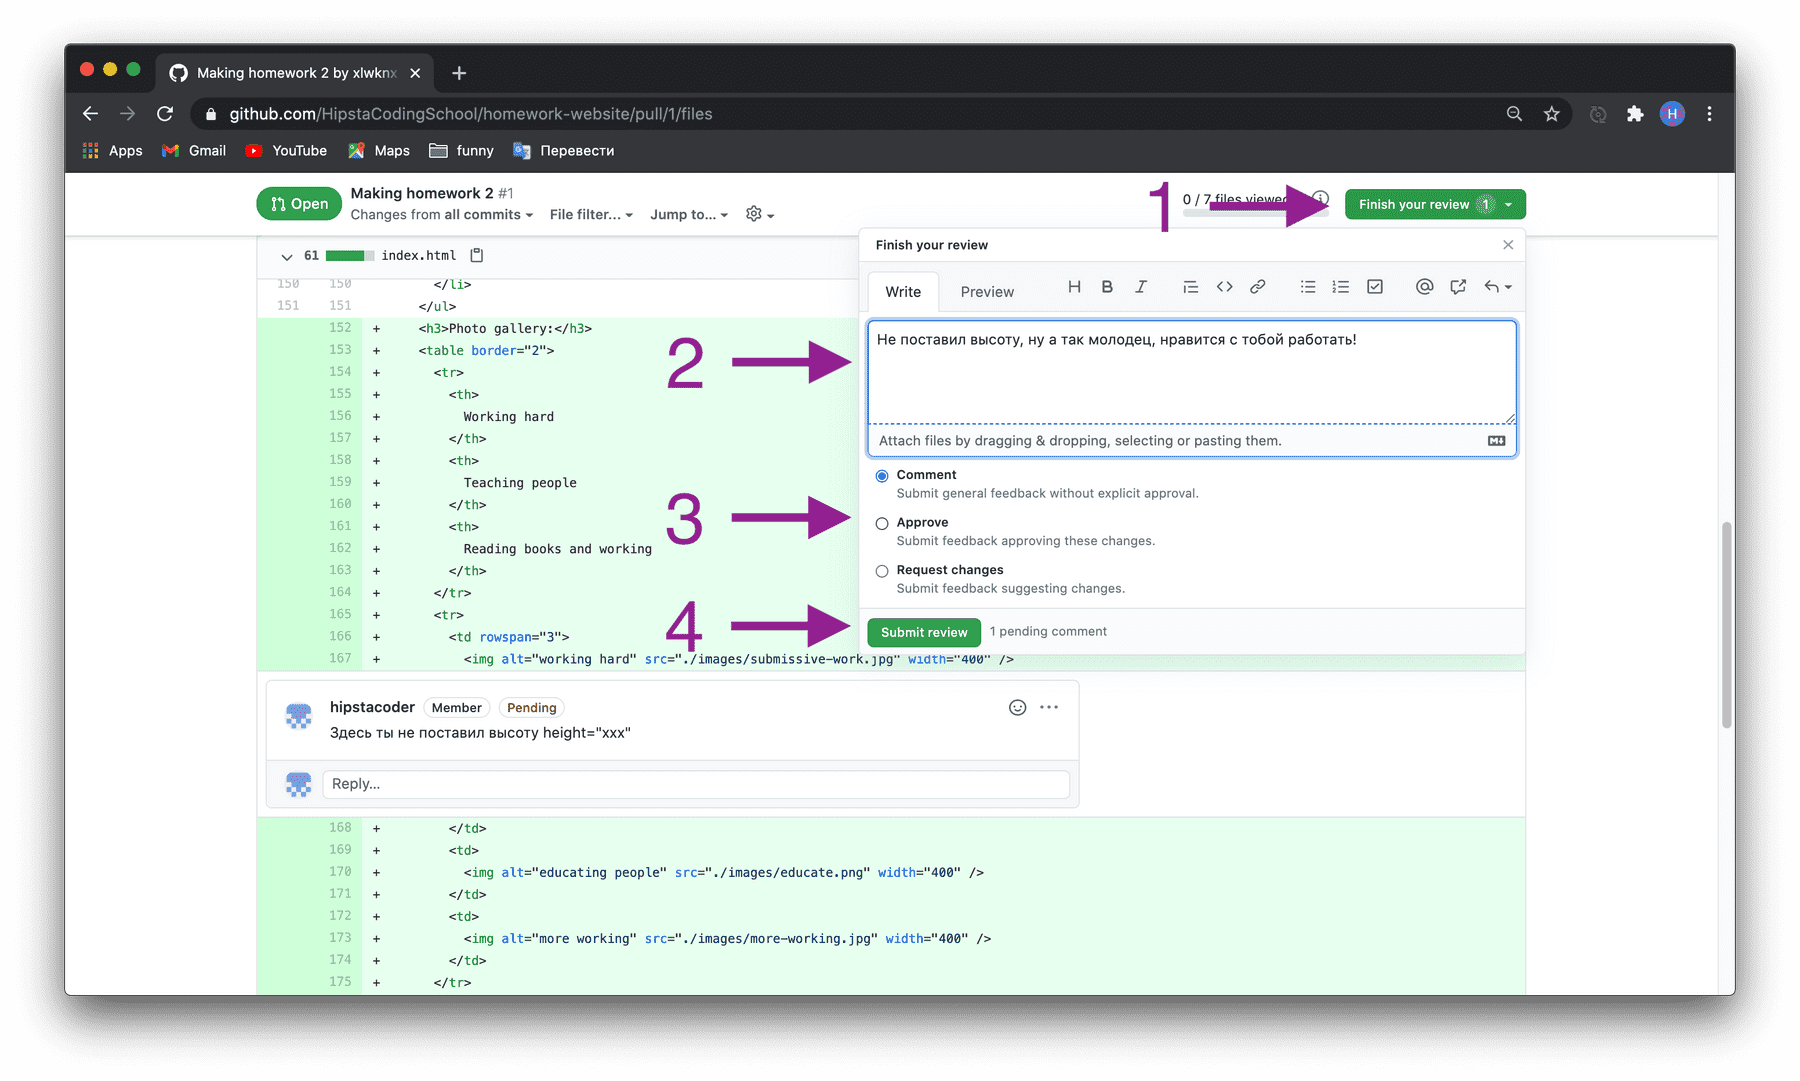 Making homework 2 by xlwknx
github.com/HipstaCodingSchool/homework-website/pull/1/files
H
Apps Gmail YouTube Maps funny Перевести
Open
Making homework 2 #1
Changes from all commits File filter... Jump to...
1
0 / 7 files viewed
Finish your review 1
61 index.html
150 150 </li>
151 151 </ul>
152 + <h3>Photo gallery:</h3>
153 + <table border="2">
154 + <tr>
155 + <th>
156 + Working hard
157 + </th>
158 + <th>
159 + Teaching people
160 + </th>
161 + <th>
162 + Reading books and working
163 + </th>
164 + </tr>
165 + <tr>
166 + <td rowspan="3">
167 + <img alt="working hard" src="./images/submissive-work.jpg" width="400" />
Finish your review
Write Preview
2
Не поставил высоту, ну а так молодец, нравится с тобой работать!
Attach files by dragging & dropping, selecting or pasting them.
3
Comment
Submit general feedback without explicit approval.
Approve
Submit feedback approving these changes.
Request changes
Submit feedback suggesting changes.
4
Submit review 1 pending comment
hipstacoder Member Pending
Здесь ты не поставил высоту height="xxx"
Reply...
168 + </td>
169 + <td>
170 + <img alt="educating people" src="./images/educate.png" width="400" />
171 + </td>
172 + <td>
173 + <img alt="more working" src="./images/more-working.jpg" width="400" />
174 + </td>
175 + </tr>